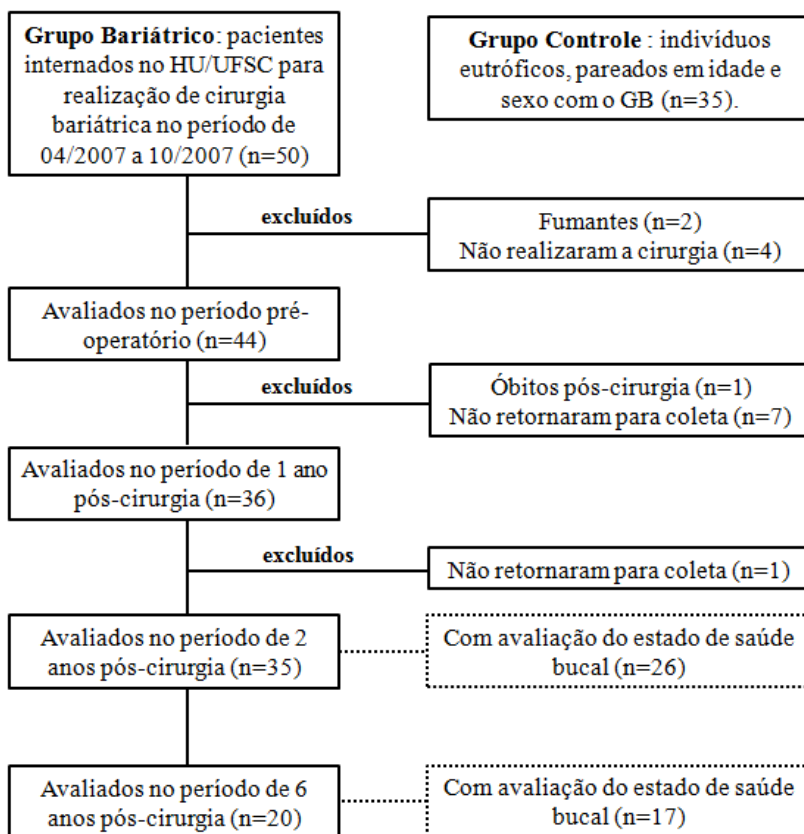 Grupo Bariátrico: pacientes
internados no HU/UFSC para
realização de cirurgia
bariátrica no período de
04/2007 a 10/2007 (n=50)
Grupo Controle : indivíduos
eutróficos, pareados em idade e
sexo com o GB (n=35).
excluídos
Fumantes (n=2)
Não realizaram a cirurgia (n=4)
Avaliados no período pré-
operatório (n=44)
excluídos
Óbitos pós-cirurgia (n=1)
Não retornaram para coleta (n=7)
Avaliados no período de 1 ano
pós-cirurgia (n=36)
excluídos
Não retornaram para coleta (n=1)
Avaliados no período de 2
anos pós-cirurgia (n=35)
Com avaliação do estado de saúde
bucal (n=26)
Avaliados no período de 6
anos pós-cirurgia (n=20)
Com avaliação do estado de saúde
bucal (n=17)